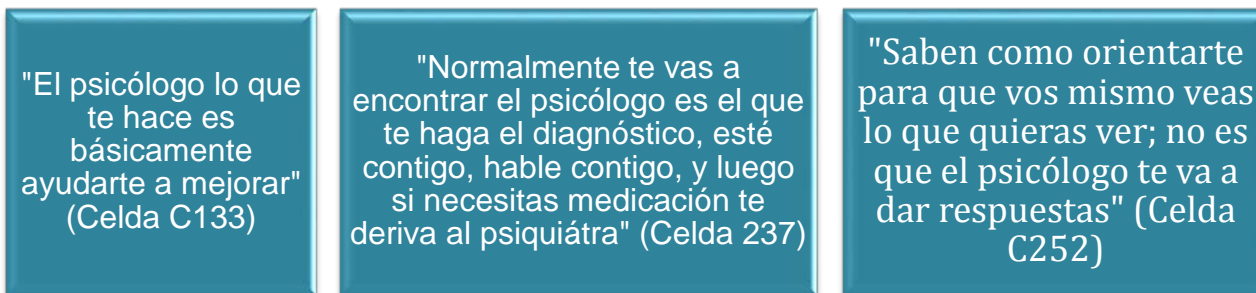 "El psicólogo lo que
te hace es
básicamente
ayudarte a mejorar"
(Celda C133)
"Normalmente te vas a
encontrar el psicólogo es el que
te haga el diagnóstico, esté
contigo, hable contigo, y luego
si necesitas medicación te
deriva al psiquiátra" (Celda 237)
"Saben como orientarte
para que vos mismo veas
lo que quieras ver; no es
que el psicólogo te va a
dar respuestas" (Celda
C252)